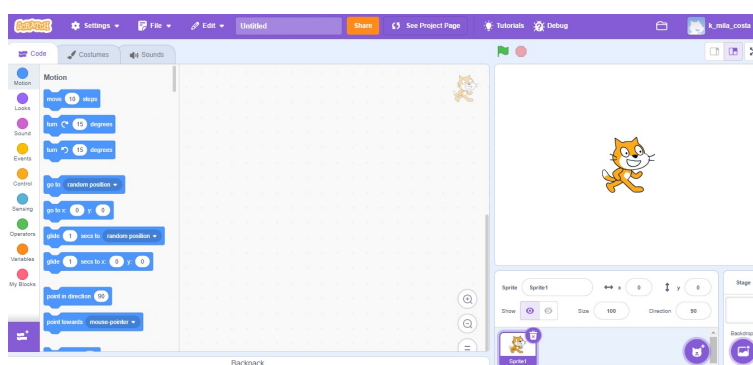 SCRATCH Settings File Edit Untitled Share See Project Page Tutorials Debug k_mila_costa
Code Costumes Sounds
Motion
Looks
Sound
Events
Control
Sensing
Operators
Variables
My Blocks
Motion
move 10 steps
turn 15 degrees
turn 15 degrees
go to random position
go to x: 0 y: 0
glide 1 secs to random position
glide 1 secs to x: 0 y: 0
point in direction 90
point towards mouse-pointer
Backpack
Sprite Sprite1 x 0 y 0
Show Size 100 Direction 90
Sprite1
Stage